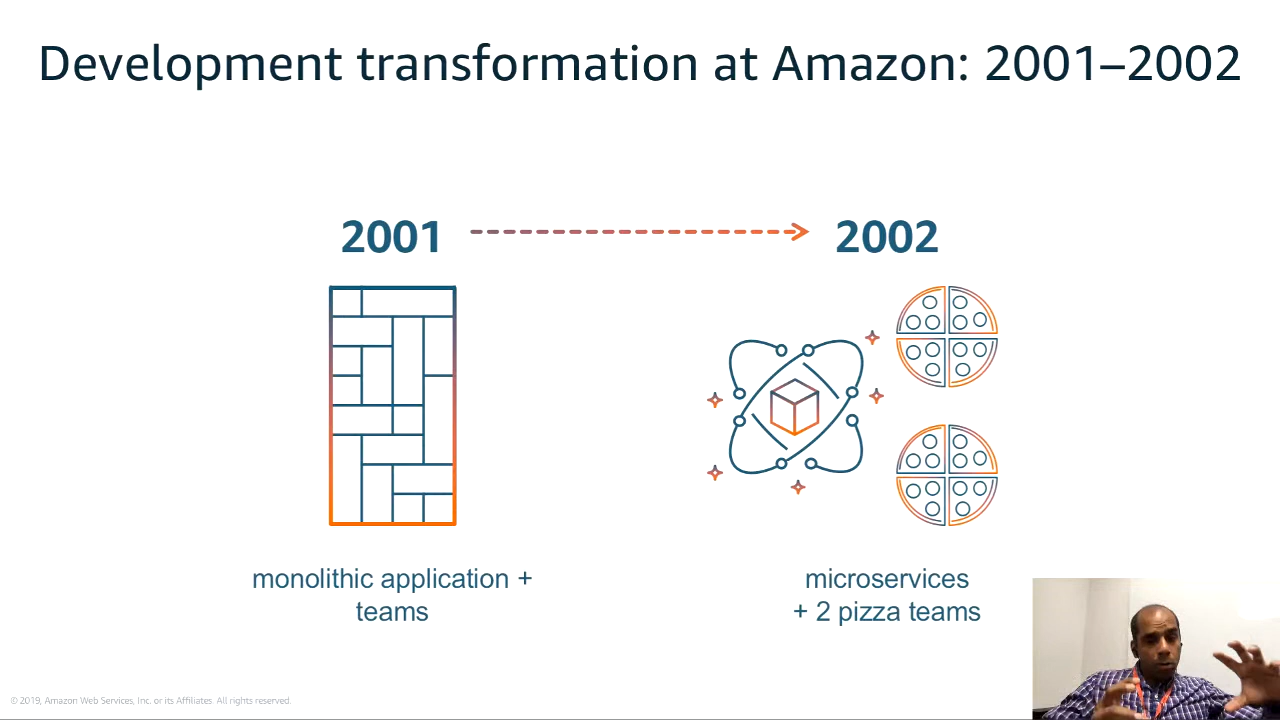 Development transformation at Amazon: 2001–2002
2001
2002
monolithic application +
teams
microservices
+ 2 pizza teams
© 2019, Amazon Web Services, Inc. or its Affiliates. All rights reserved.